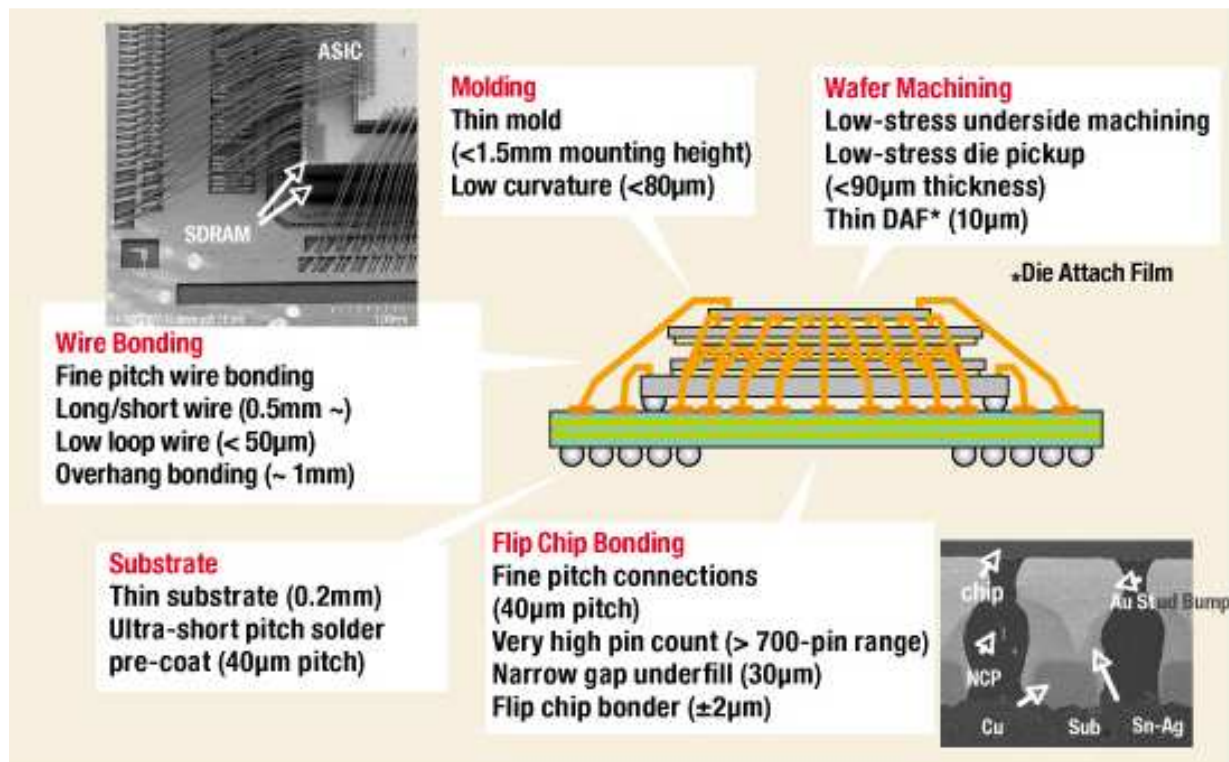 ASIC
SDRAM
Molding
Thin mold
(<1.5mm mounting height)
Low curvature (<80µm)
Wafer Machining
Low-stress underside machining
Low-stress die pickup
(<90µm thickness)
Thin DAF* (10µm)
*Die Attach Film
Wire Bonding
Fine pitch wire bonding
Long/short wire (0.5mm ~)
Low loop wire (< 50µm)
Overhang bonding (~ 1mm)
Substrate
Thin substrate (0.2mm)
Ultra-short pitch solder
pre-coat (40µm pitch)
Flip Chip Bonding
Fine pitch connections
(40µm pitch)
Very high pin count (> 700-pin range)
Narrow gap underfill (30µm)
Flip chip bonder (±2µm)
chip
Au Stud Bump
NCP
Cu
Sub
Sn-Ag